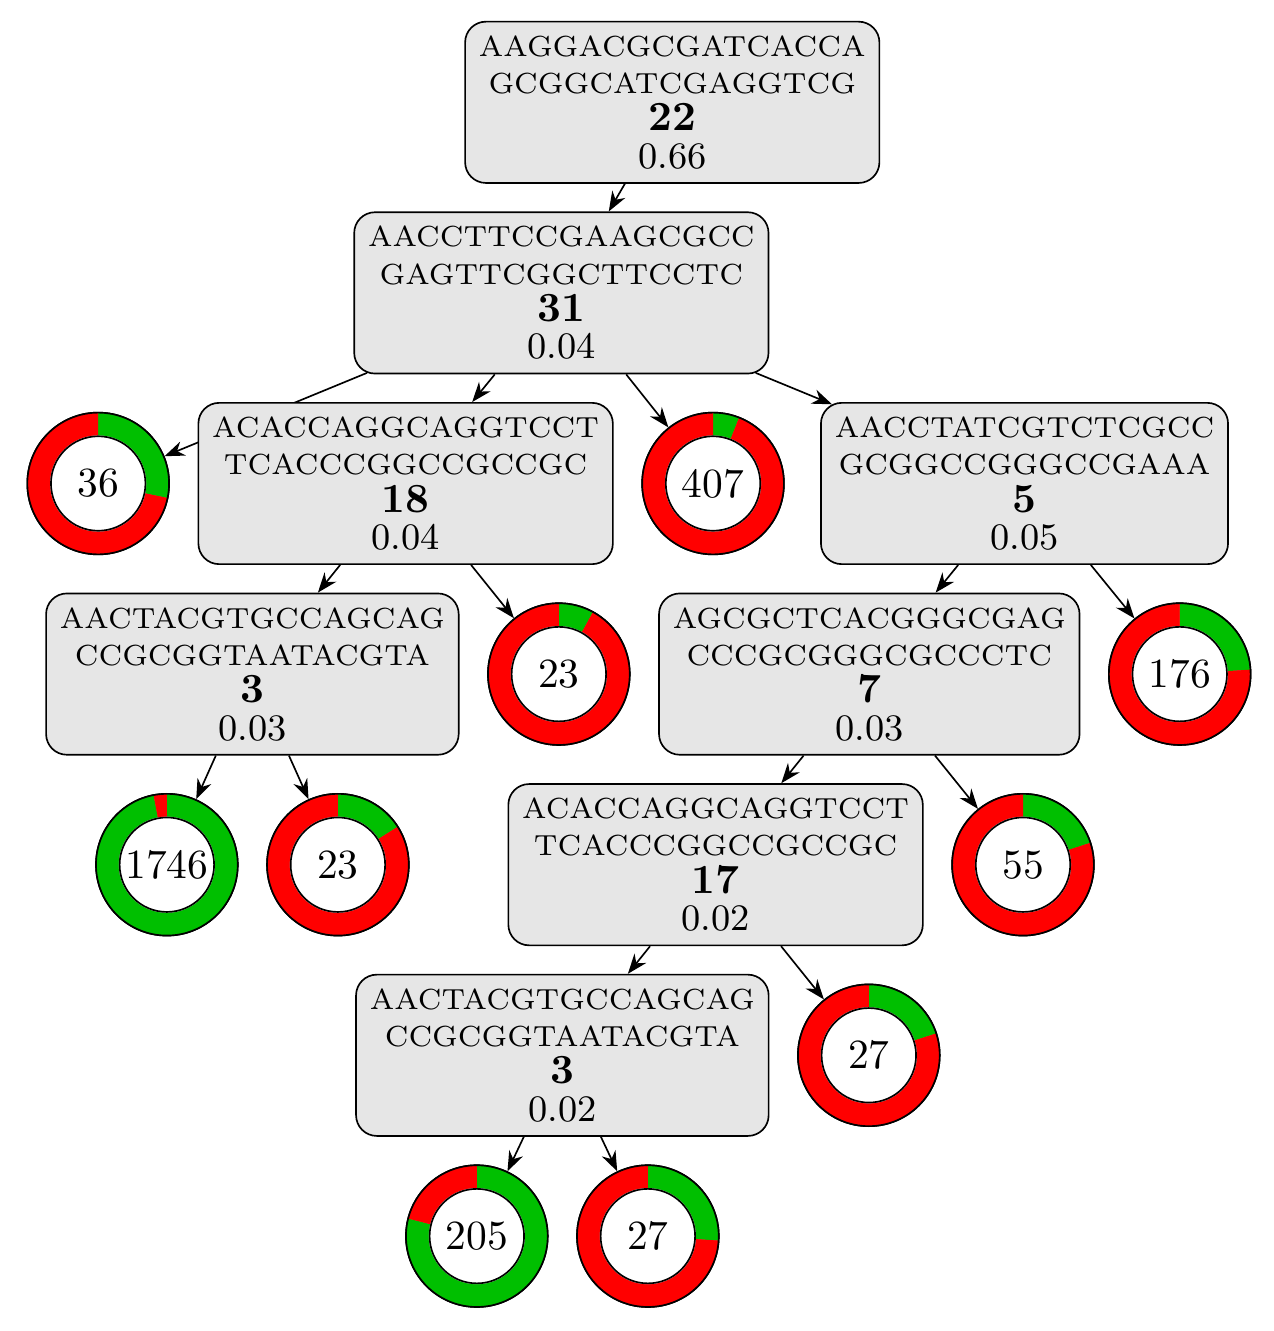 AAGGACGCGATCACCA
GCGGCATCGAGGTCG
22
0.66
AACCTTCCGAAGCGCC
GAGTTCGGCTTCCTC
31
0.04
36
ACACCAGGCAGGTCCT
TCACCCGGCCGCCGC
18
0.04
407
AACCTATCGTCTCGCC
GCGGCCGGGCCGAAA
5
0.05
AACTACGTGCCAGCAG
CCGCGGTAATACGTA
3
0.03
23
AGCGCTCACGGGCGAG
CCCGCGGGCGCCCTC
7
0.03
176
1746
23
ACACCAGGCAGGTCCT
TCACCCGGCCGCCGC
17
0.02
55
AACTACGTGCCAGCAG
CCGCGGTAATACGTA
3
0.02
27
205
27